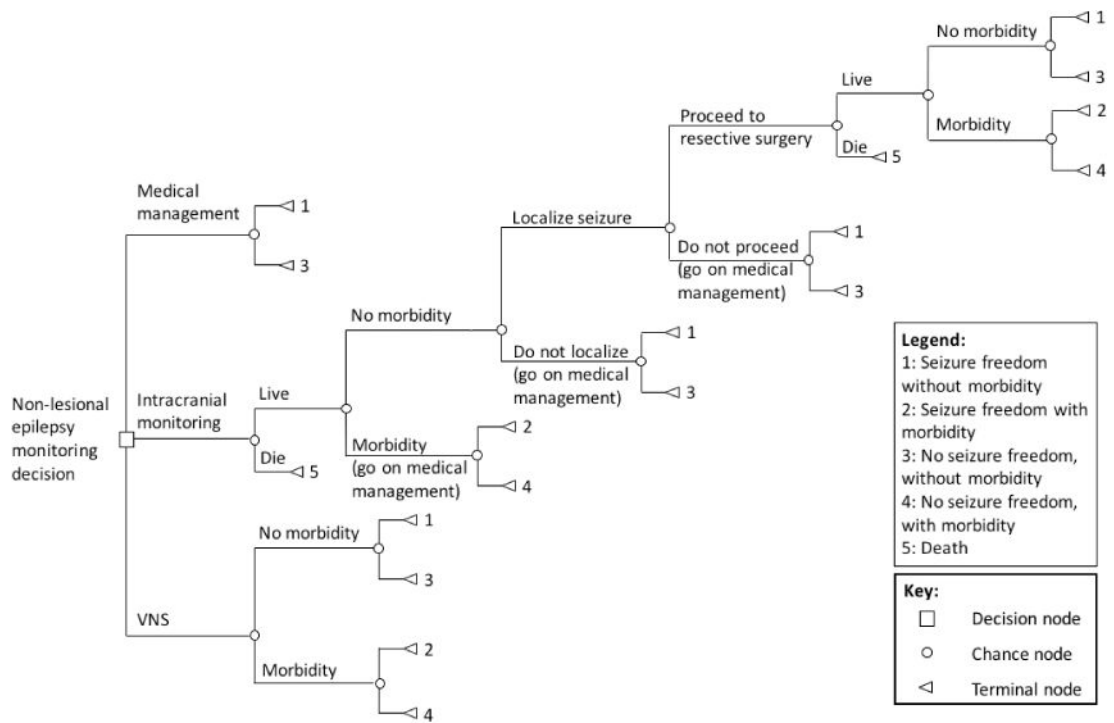 No morbidity
1
3
Live
Morbidity
2
4
Proceed to
resective surgery
Die
5
Medical
management
1
3
Localize seizure
Do not proceed
(go on medical
management)
1
3
No morbidity
Do not localize
(go on medical
management)
1
3
Non-lesional
epilepsy
monitoring
decision
Intracranial
monitoring
Live
Die
5
Morbidity
(go on medical
management)
2
4
No morbidity
1
3
VNS
Morbidity
2
4
Legend:
1: Seizure freedom
without morbidity
2: Seizure freedom with
morbidity
3: No seizure freedom,
without morbidity
4: No seizure freedom,
with morbidity
5: Death
Key:
Decision node
Chance node
Terminal node